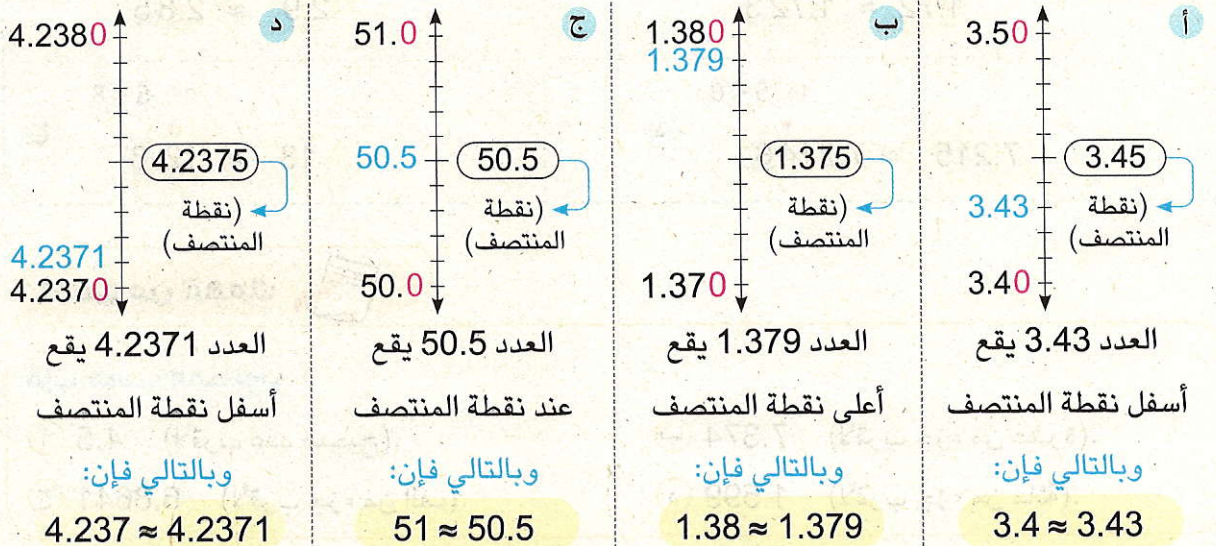 أ
3.50
3.45
3.43
(نقطة
المنتصف)
3.40
العدد 3.43 يقع
أسفل نقطة المنتصف
وبالتالي فإن:
3.4 ≈ 3.43
ب
1.380
1.379
1.375
(نقطة
المنتصف)
1.370
العدد 1.379 يقع
أعلى نقطة المنتصف
وبالتالي فإن:
1.38 ≈ 1.379
ج
51.0
50.5
50.5
(نقطة
المنتصف)
50.0
العدد 50.5 يقع
عند نقطة المنتصف
وبالتالي فإن:
51 ≈ 50.5
د
4.2380
4.2375
(نقطة
المنتصف)
4.2371
4.2370
العدد 4.2371 يقع
أسفل نقطة المنتصف
وبالتالي فإن:
4.237 ≈ 4.2371